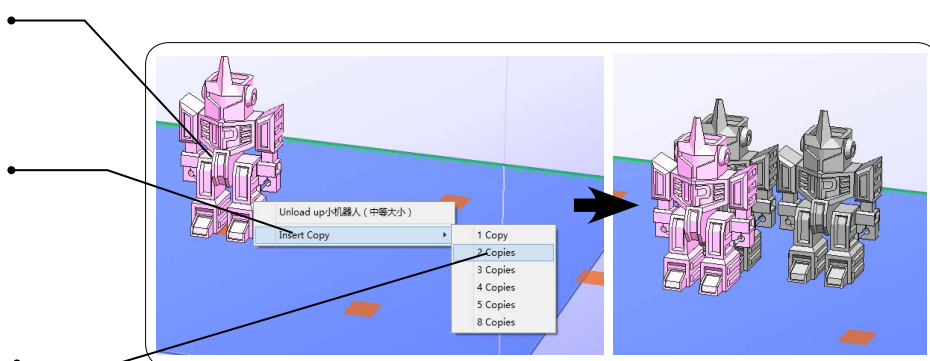 Unload up小机器人（中等大小）
Insert Copy
1 Copy
2 Copies
3 Copies
4 Copies
5 Copies
8 Copies